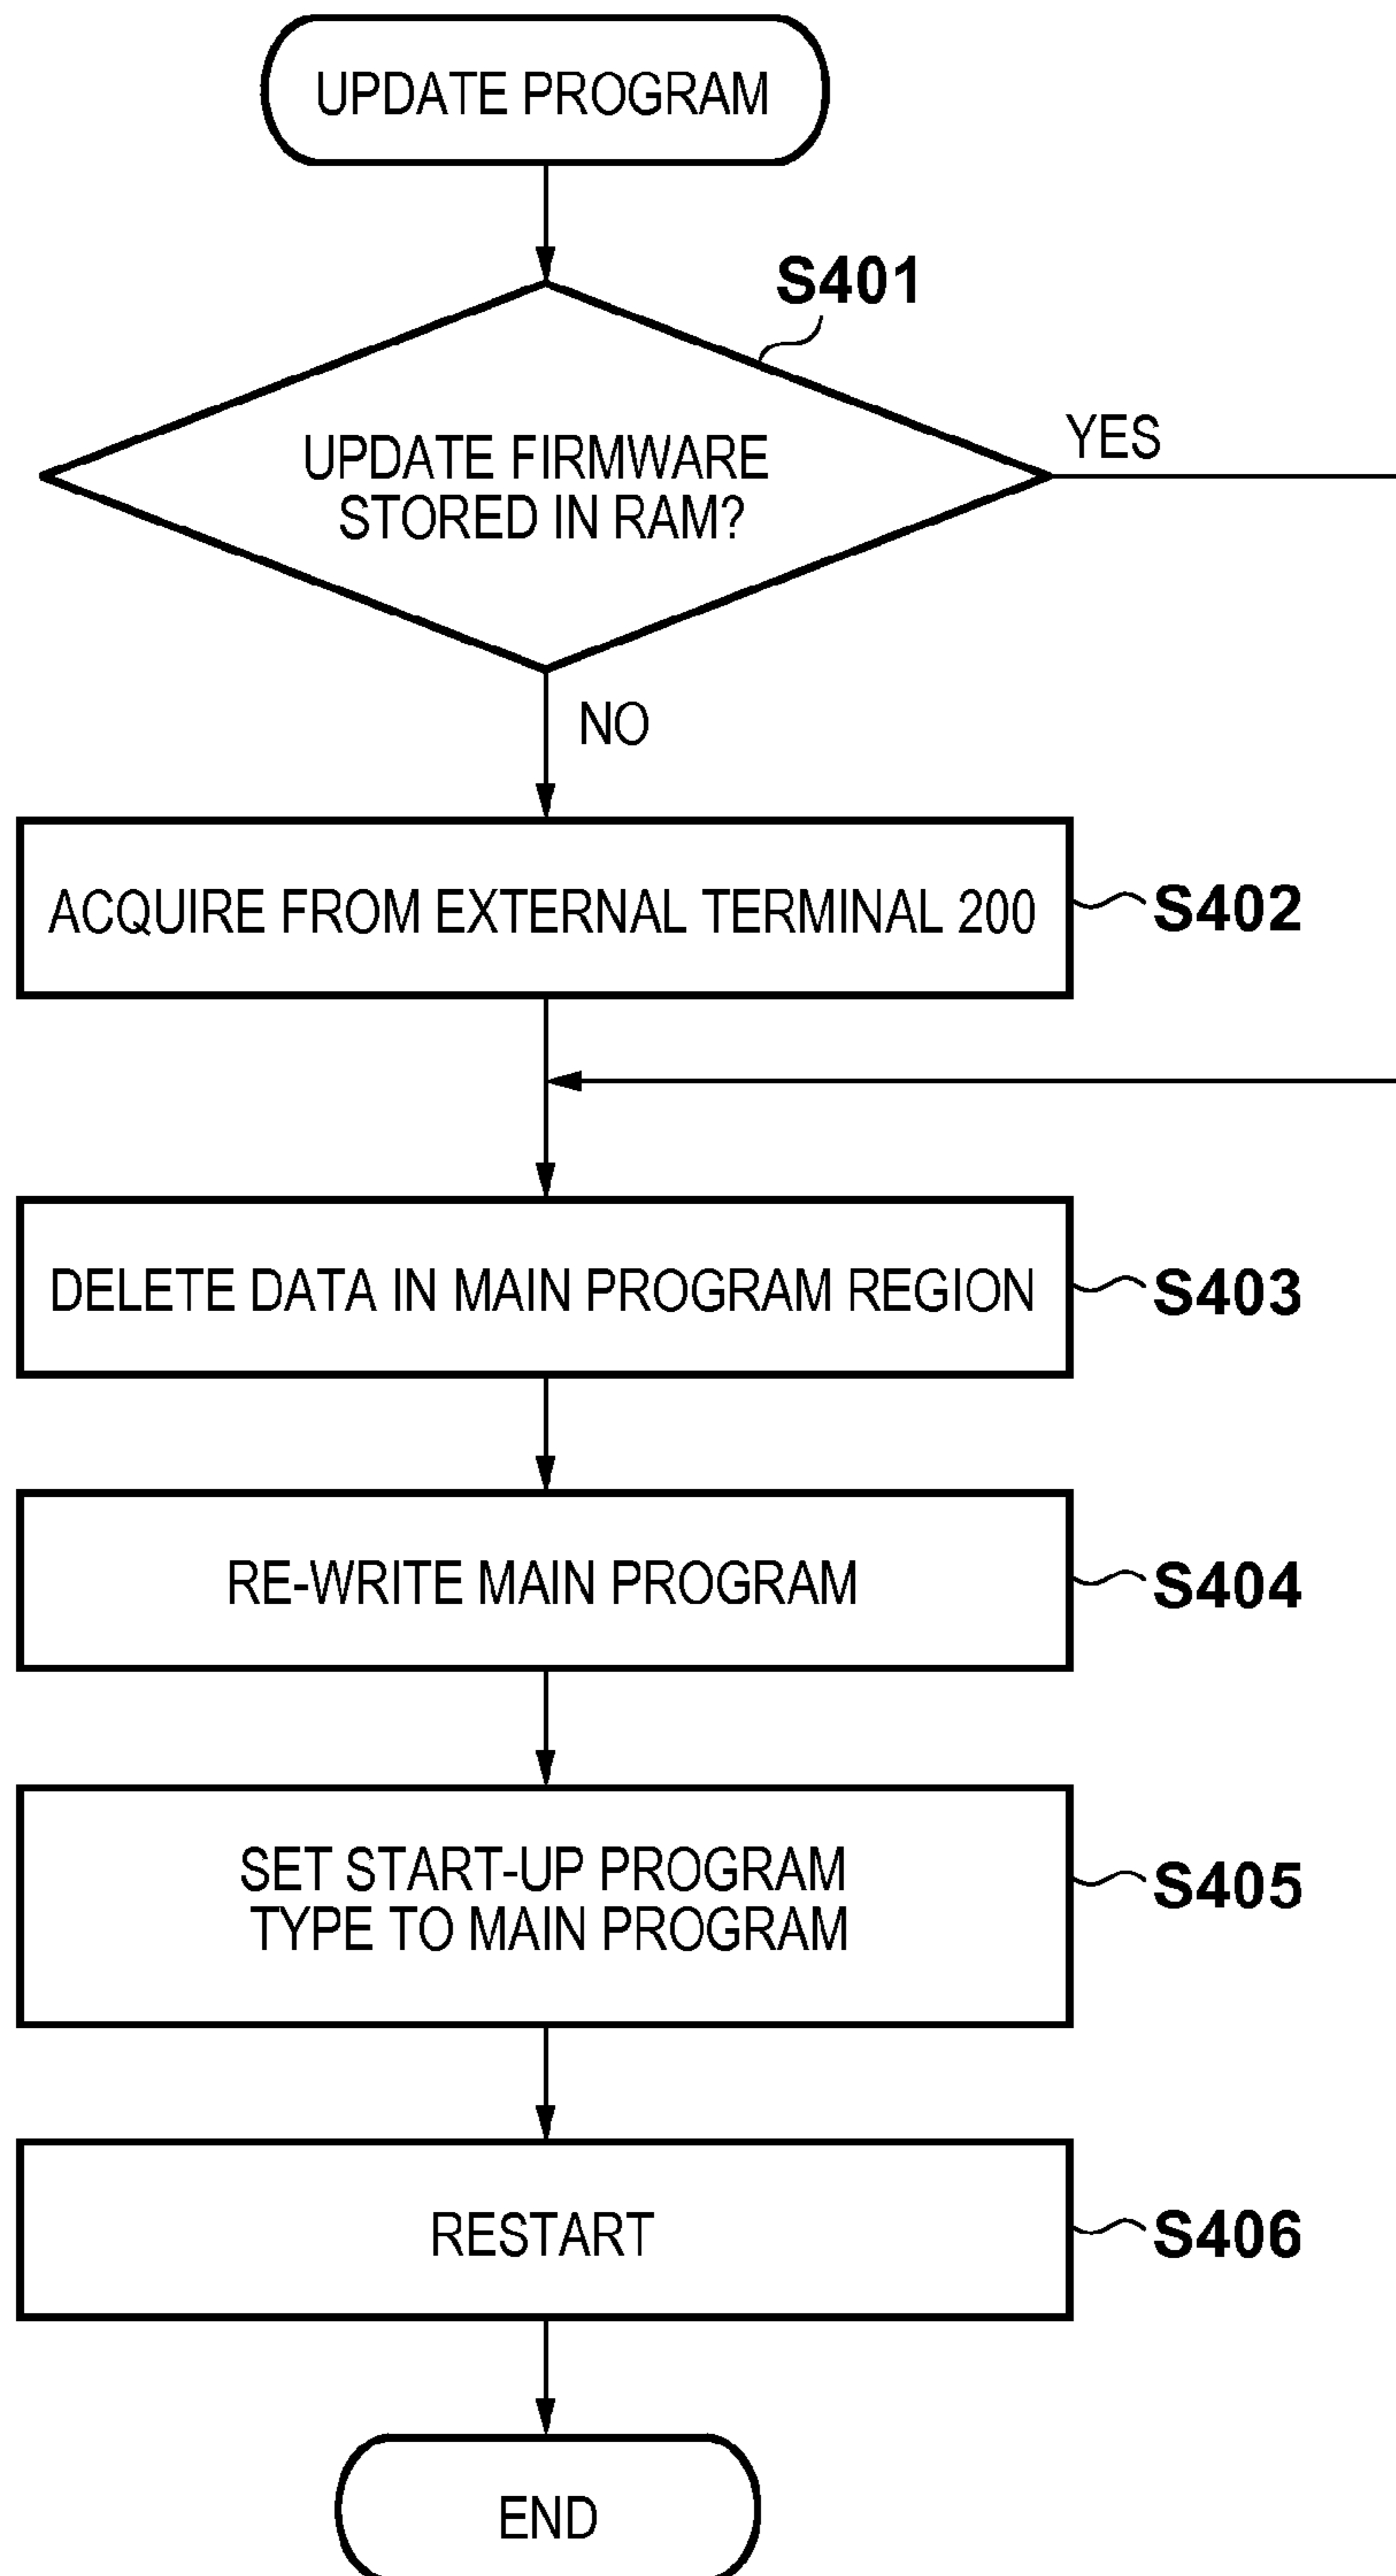 UPDATE PROGRAM
S401
UPDATE FIRMWARE
STORED IN RAM?
YES
NO
ACQUIRE FROM EXTERNAL TERMINAL 200
S402
DELETE DATA IN MAIN PROGRAM REGION
S403
RE-WRITE MAIN PROGRAM
S404
SET START-UP PROGRAM
TYPE TO MAIN PROGRAM
S405
RESTART
S406
END